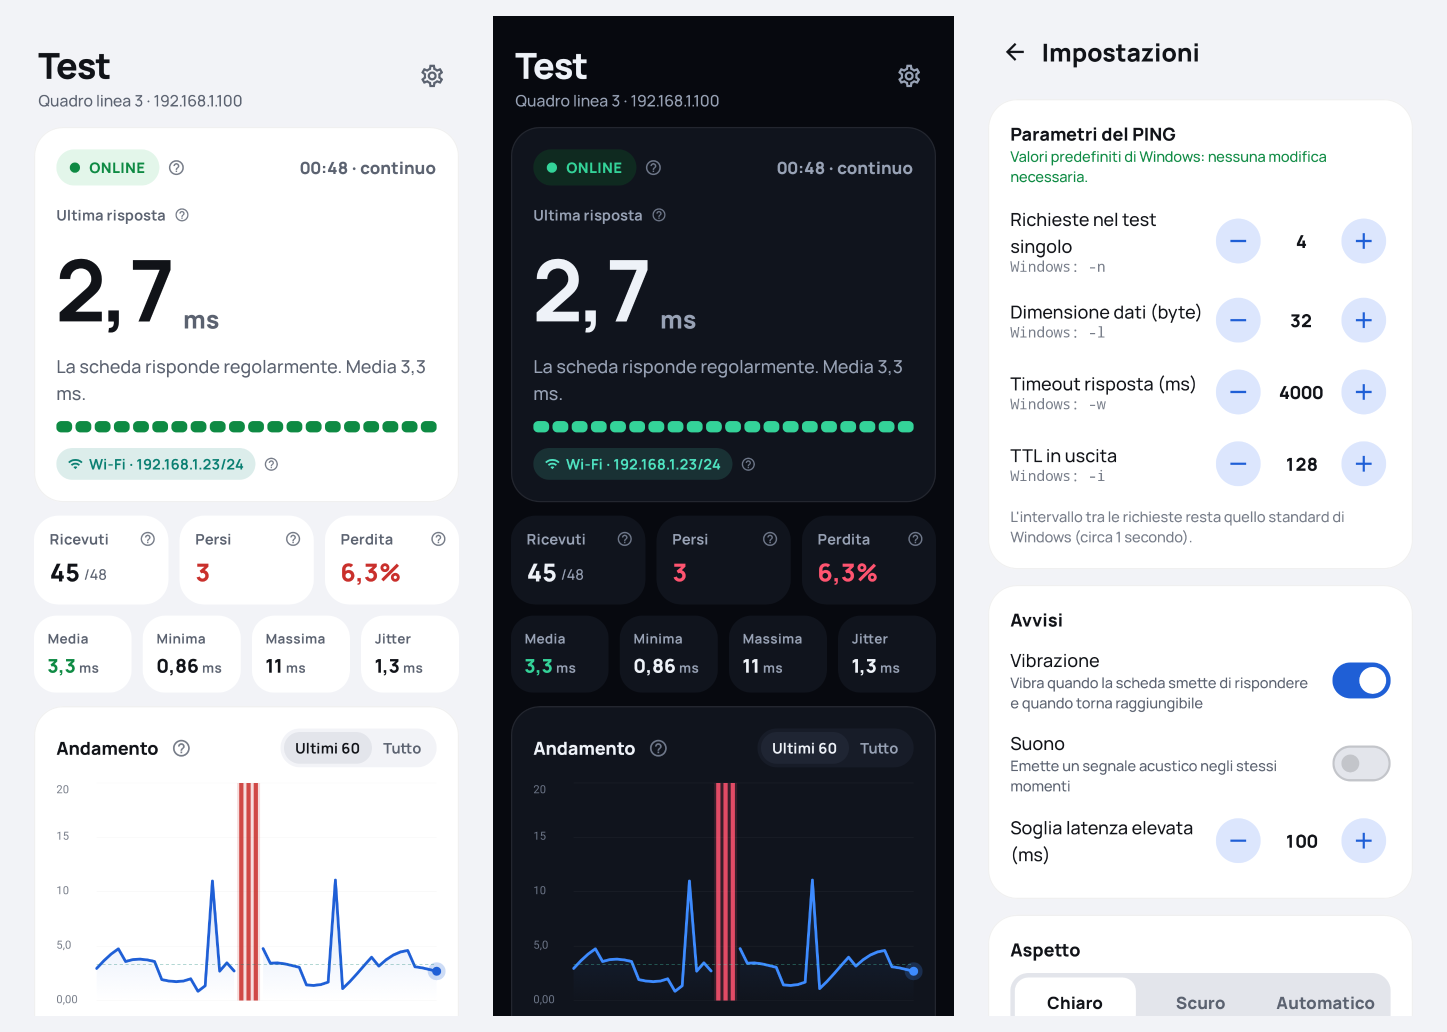 Test
Quadro linea 3 · 192.168.1.100
ONLINE
00:48 · continuo
Ultima risposta
2,7 ms
La scheda risponde regolarmente. Media 3,3
ms.
Wi-Fi · 192.168.1.23/24
Ricevuti
Persi
Perdita
45 /48
3
6,3%
Media
Minima
Massima
Jitter
3,3 ms
0,86 ms
11 ms
1,3 ms
Andamento
Ultimi 60
Tutto
20
15
10
5,0
0,00
Test
Quadro linea 3 · 192.168.1.100
ONLINE
00:48 · continuo
Ultima risposta
2,7 ms
La scheda risponde regolarmente. Media 3,3
ms.
Wi-Fi · 192.168.1.23/24
Ricevuti
Persi
Perdita
45 /48
3
6,3%
Media
Minima
Massima
Jitter
3,3 ms
0,86 ms
11 ms
1,3 ms
Andamento
Ultimi 60
Tutto
20
15
10
5,0
0,00
Impostazioni
Parametri del PING
Valori predefiniti di Windows: nessuna modifica
necessaria.
Richieste nel test
singolo
Windows: -n
4
Dimensione dati (byte)
Windows: -l
32
Timeout risposta (ms)
Windows: -w
4000
TTL in uscita
Windows: -i
128
L'intervallo tra le richieste resta quello standard di
Windows (circa 1 secondo).
Avvisi
Vibrazione
Vibra quando la scheda smette di rispondere
e quando torna raggiungibile
Suono
Emette un segnale acustico negli stessi
momenti
Soglia latenza elevata
(ms)
100
Aspetto
Chiaro
Scuro
Automatico